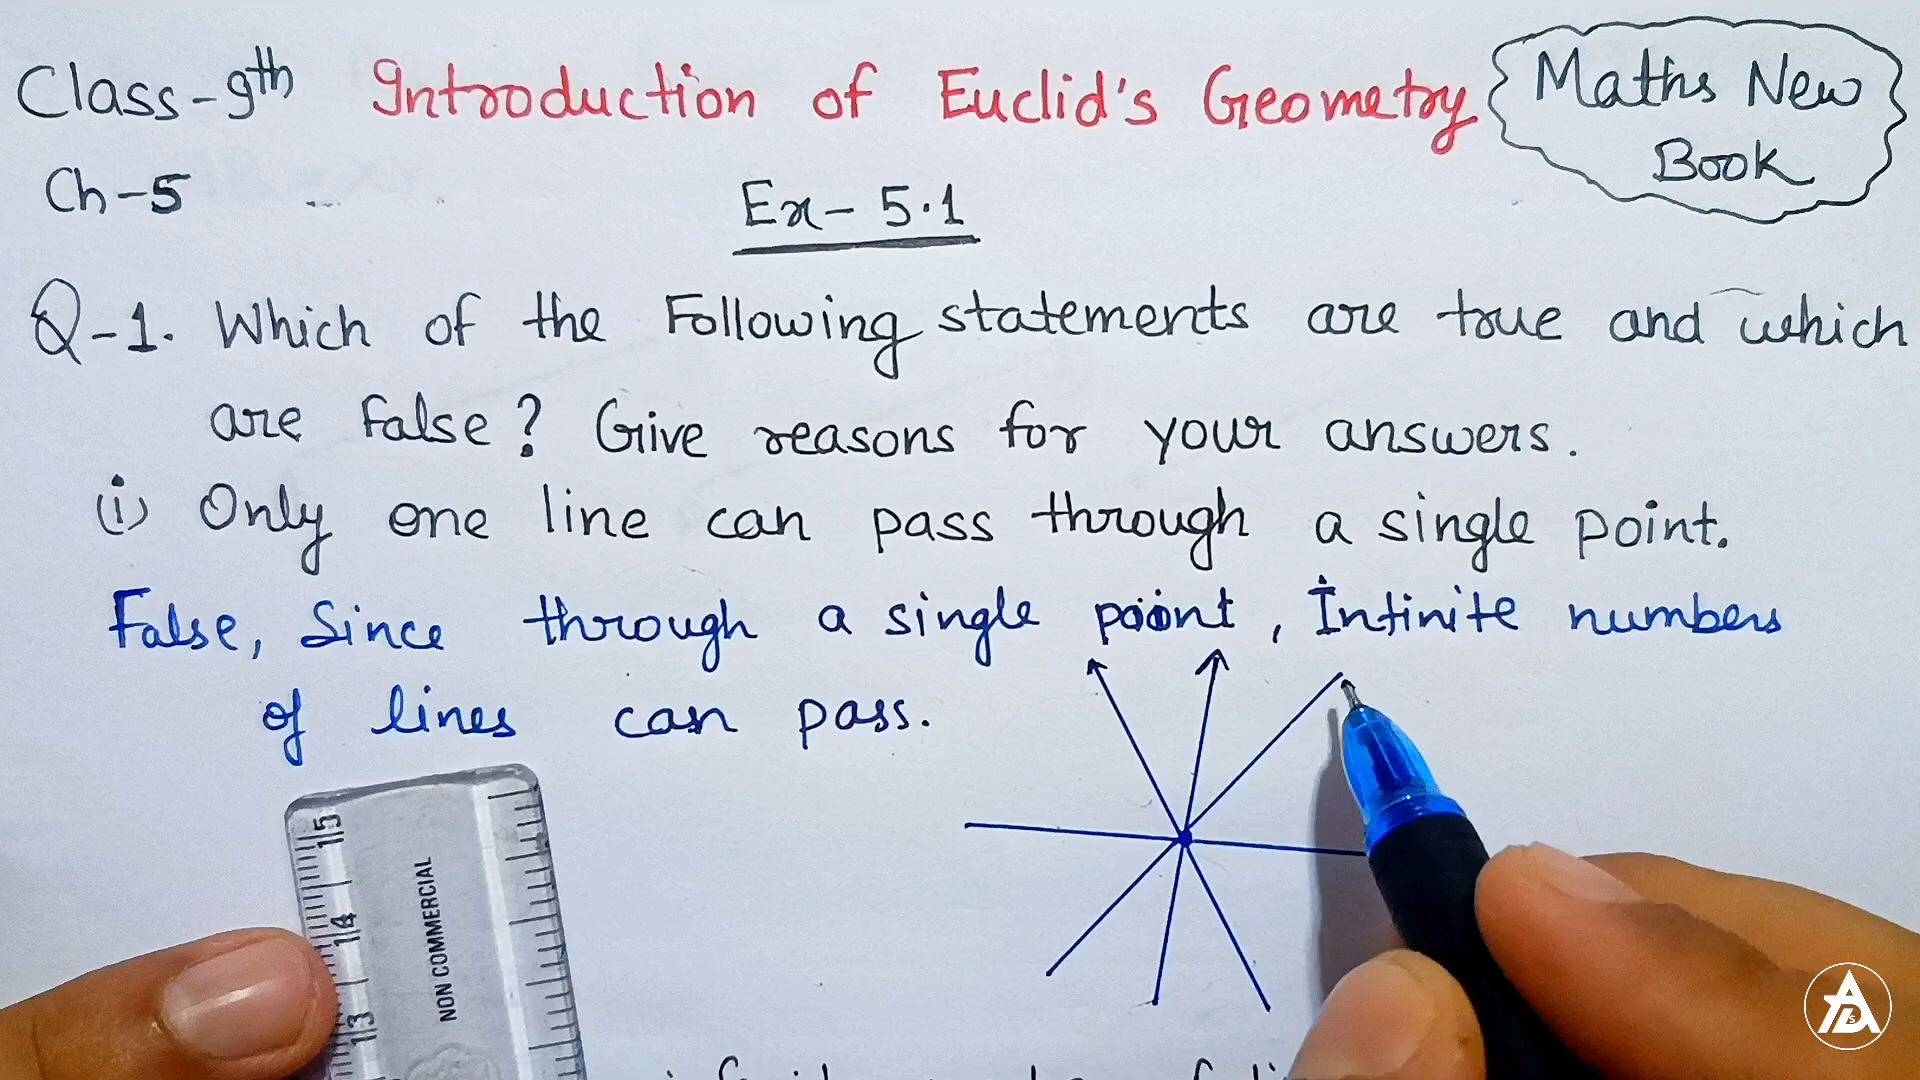 Class-9th Introduction of Euclid's Geometry
Maths New
Book
Ch-5
Ex-5.1
Q-1. Which of the Following statements are true and which
are False? Give reasons for your answers.
(i) Only one line can pass through a single point.
False, Since through a single point, Infinite numbers
of lines can pass.
15
14
13
NON COMMERCIAL